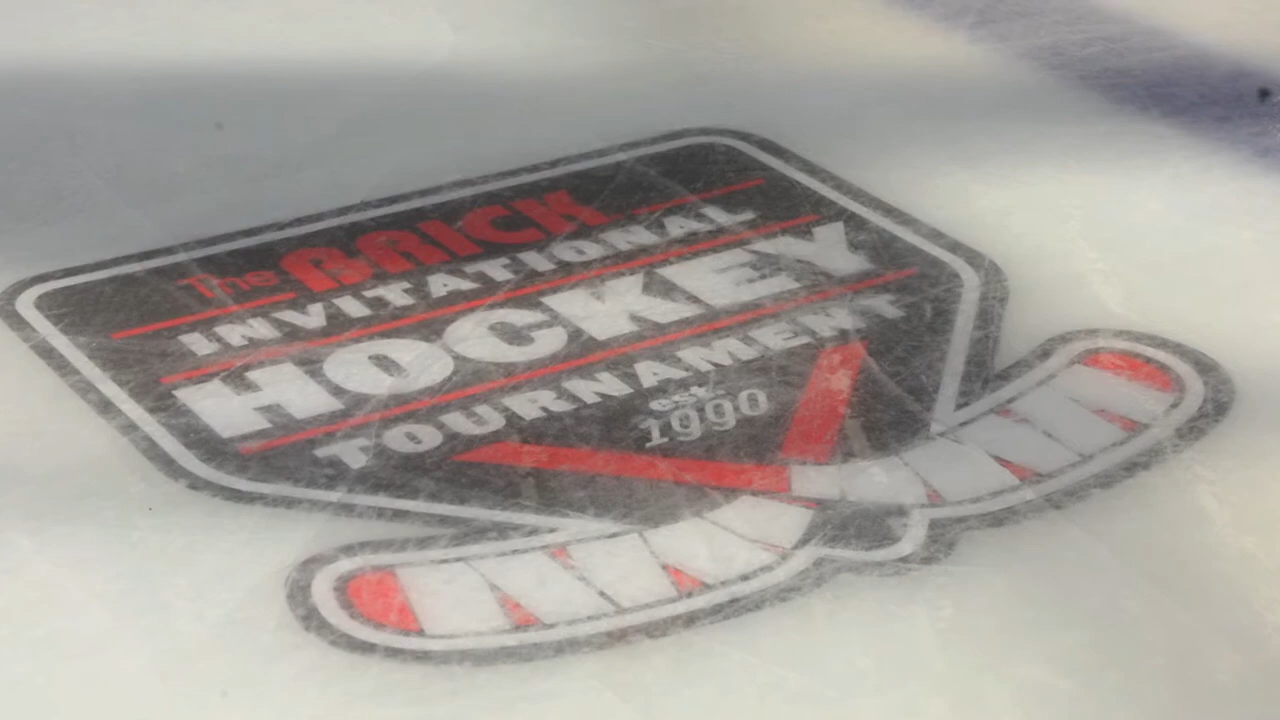 The BRICK
INVITATIONAL
HOCKEY
TOURNAMENT
est.
1990